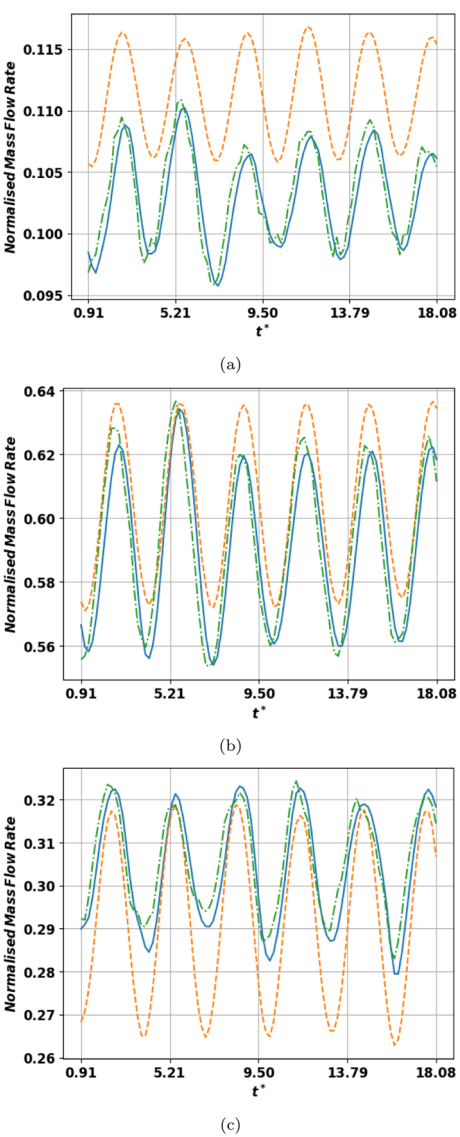 0.115
0.110
0.105
0.100
0.095
Normalised Mass Flow Rate
0.91 5.21 9.50 13.79 18.08
t*
(a)
0.64
0.62
0.60
0.58
0.56
Normalised Mass Flow Rate
0.91 5.21 9.50 13.79 18.08
t*
(b)
0.32
0.31
0.30
0.29
0.28
0.27
0.26
Normalised Mass Flow Rate
0.91 5.21 9.50 13.79 18.08
t*
(c)